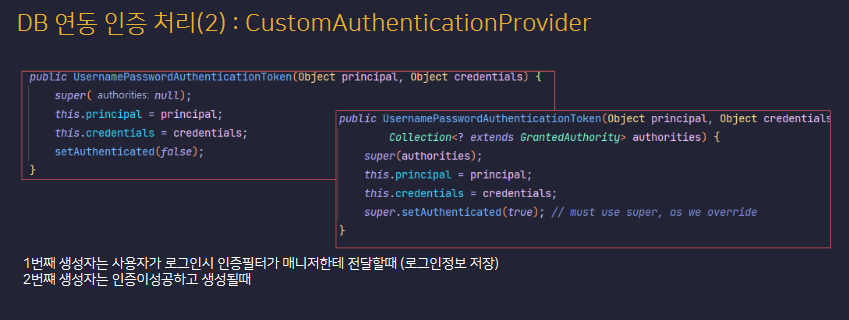 DB 연동 인증 처리(2) : CustomAuthenticationProvider
public UsernamePasswordAuthenticationToken(Object principal, Object credentials) {
super( authorities: null);
this.principal = principal;
this.credentials = credentials;
setAuthenticated(false);
}
public UsernamePasswordAuthenticationToken(Object principal, Object credentials
Collection<? extends GrantedAuthority> authorities) {
super(authorities);
this.principal = principal;
this.credentials = credentials;
super.setAuthenticated(true); // must use super, as we override
}
1번째 생성자는 사용자가 로그인시 인증필터가 매니저한테 전달할때 (로그인정보 저장)
2번째 생성자는 인증이성공하고 생성될때